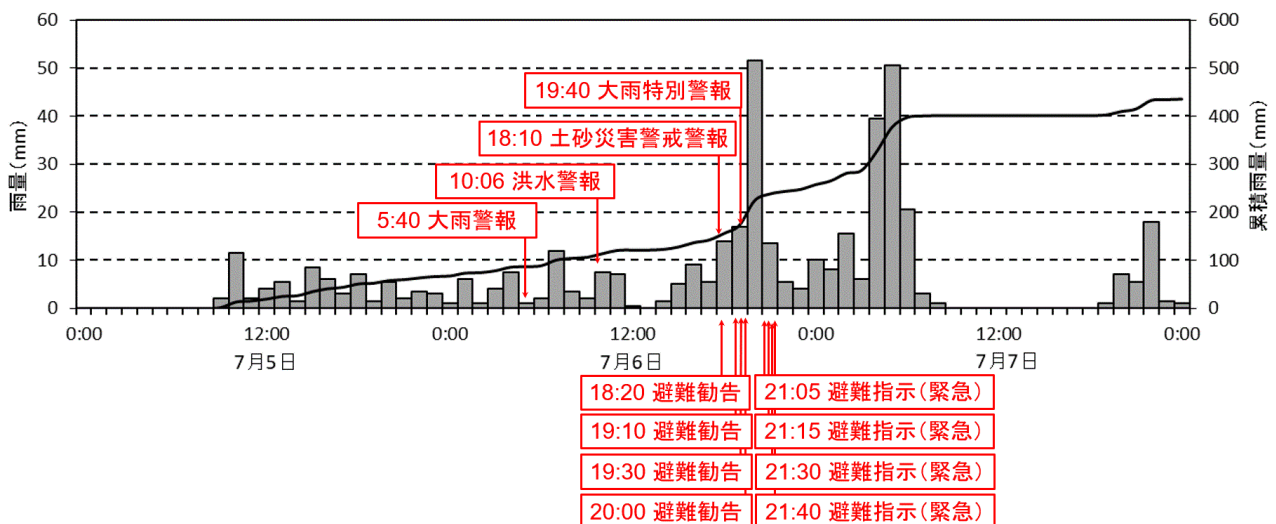 60
50
40
30
20
10
0
雨量(mm)
600
500
400
300
200
100
0
累積雨量(mm)
19:40 大雨特別警報
18:10 土砂災害警戒警報
10:06 洪水警報
5:40 大雨警報
0:00
12:00
0:00
12:00
0:00
12:00
0:00
7月5日
7月6日
7月7日
18:20 避難勧告
19:10 避難勧告
19:30 避難勧告
20:00 避難勧告
21:05 避難指示(緊急)
21:15 避難指示(緊急)
21:30 避難指示(緊急)
21:40 避難指示(緊急)